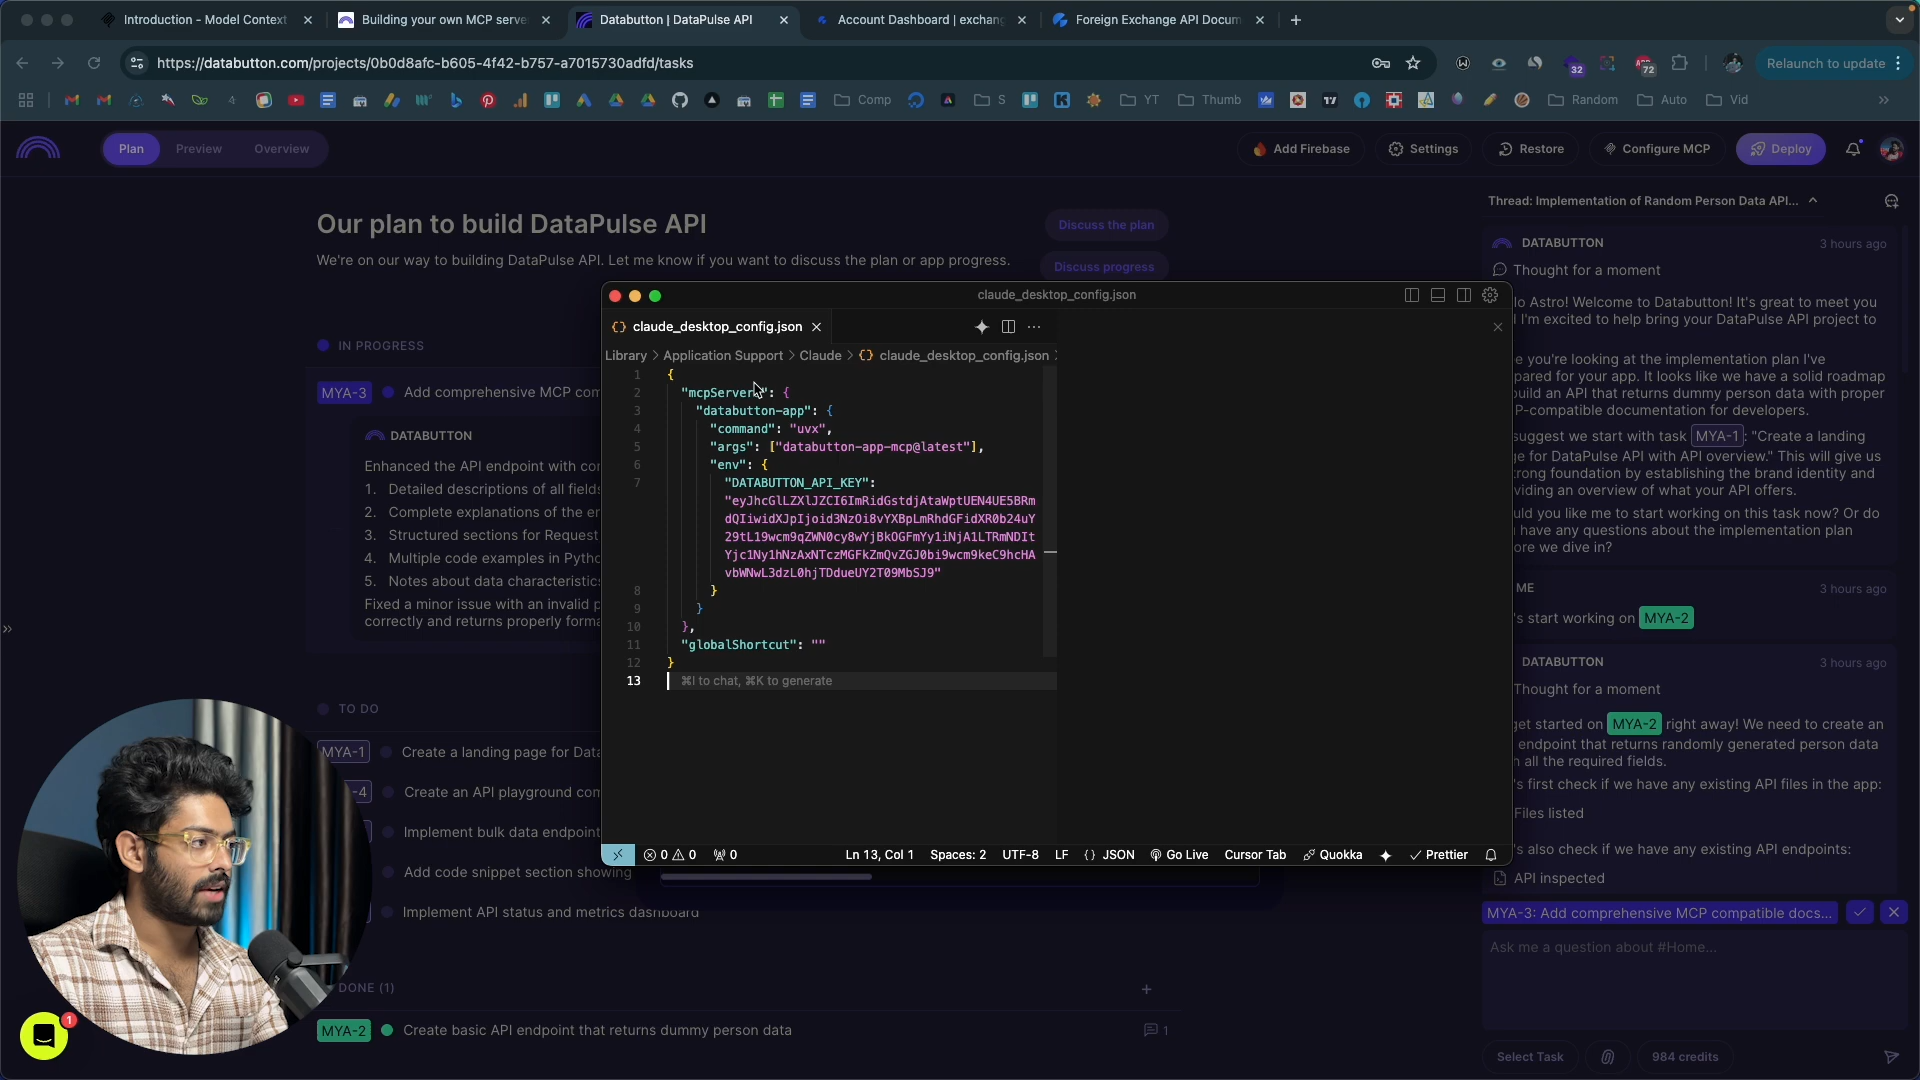 Introduction - Model Context
Building your own MCP serve
Databutton | DataPulse API
Account Dashboard | exchang
Foreign Exchange API Docum
https://databutton.com/projects/0b0d8afc-b605-4f42-b757-a7015730adfd/tasks
32
72
Relaunch to update
Comp
S
YT
Thumb
Random
Auto
Vid
Plan
Preview
Overview
Add Firebase
Settings
Restore
Configure MCP
Deploy
Our plan to build DataPulse API
We're on our way to building DataPulse API. Let me know if you want to discuss the plan or app progress.
Discuss the plan
Discuss progress
IN PROGRESS
MYA-3
Add comprehensive MCP com
DATABUTTON
Enhanced the API endpoint with cor
1. Detailed descriptions of all fields
2. Complete explanations of the er
3. Structured sections for Request
4. Multiple code examples in Pytho
5. Notes about data characteristics
Fixed a minor issue with an invalid p
correctly and returns properly forma
TO DO
MYA-1
Create a landing page for Data
-4
Create an API playground com
Implement bulk data endpoint
Add code snippet section showing
Implement API status and metrics dashboard
DONE (1)
MYA-2
Create basic API endpoint that returns dummy person data
1
1
claude_desktop_config.json
claude_desktop_config.json
Library > Application Support > Claude > {} claude_desktop_config.json
1 {
2 "mcpServers": {
3 "databutton-app": {
4 "command": "uvx",
5 "args": ["databutton-app-mcp@latest"],
6 "env": {
7 "DATABUTTON_API_KEY":
"eyJhcGlLZXlJZCI6ImRidGstdjAtaWptUEN4UE5BRm
dQIiwidXJpIjoid3NzOi8vYXBpLmRhdGFidXR0b24uY
29tL19wcm9qZWN0cy8wYjBkOGFmYy1iNjA1LTRmNDIt
Yjc1Ny1hNzAxNTczMGFkZmQvZGJ0bi9wcm9keC9hcHA
vbWNwL3dzL0hjTDdueUY2T09MbSJ9"
8 }
9 }
10 },
11 "globalShortcut": ""
12 }
13 ⌘I to chat, ⌘K to generate
0 0
0
Ln 13, Col 1
Spaces: 2
UTF-8
LF
{} JSON
Go Live
Cursor Tab
Quokka
Prettier
Thread: Implementation of Random Person Data API...
DATABUTTON
3 hours ago
Thought for a moment
lo Astro! Welcome to Databutton! It's great to meet you
I'm excited to help bring your DataPulse API project to
e you're looking at the implementation plan I've
pared for your app. It looks like we have a solid roadmap
build an API that returns dummy person data with proper
P-compatible documentation for developers.
suggest we start with task MYA-1: "Create a landing
ge for DataPulse API with API overview." This will give us
trong foundation by establishing the brand identity and
viding an overview of what your API offers.
uld you like me to start working on this task now? Or do
have any questions about the implementation plan
ore we dive in?
ME
3 hours ago
's start working on MYA-2
DATABUTTON
3 hours ago
Thought for a moment
get started on MYA-2 right away! We need to create an
endpoint that returns randomly generated person data
all the required fields.
's first check if we have any existing API files in the app:
Files listed
's also check if we have any existing API endpoints:
API inspected
MYA-3: Add comprehensive MCP compatible docs...
Ask me a question about #Home...
Select Task
984 credits